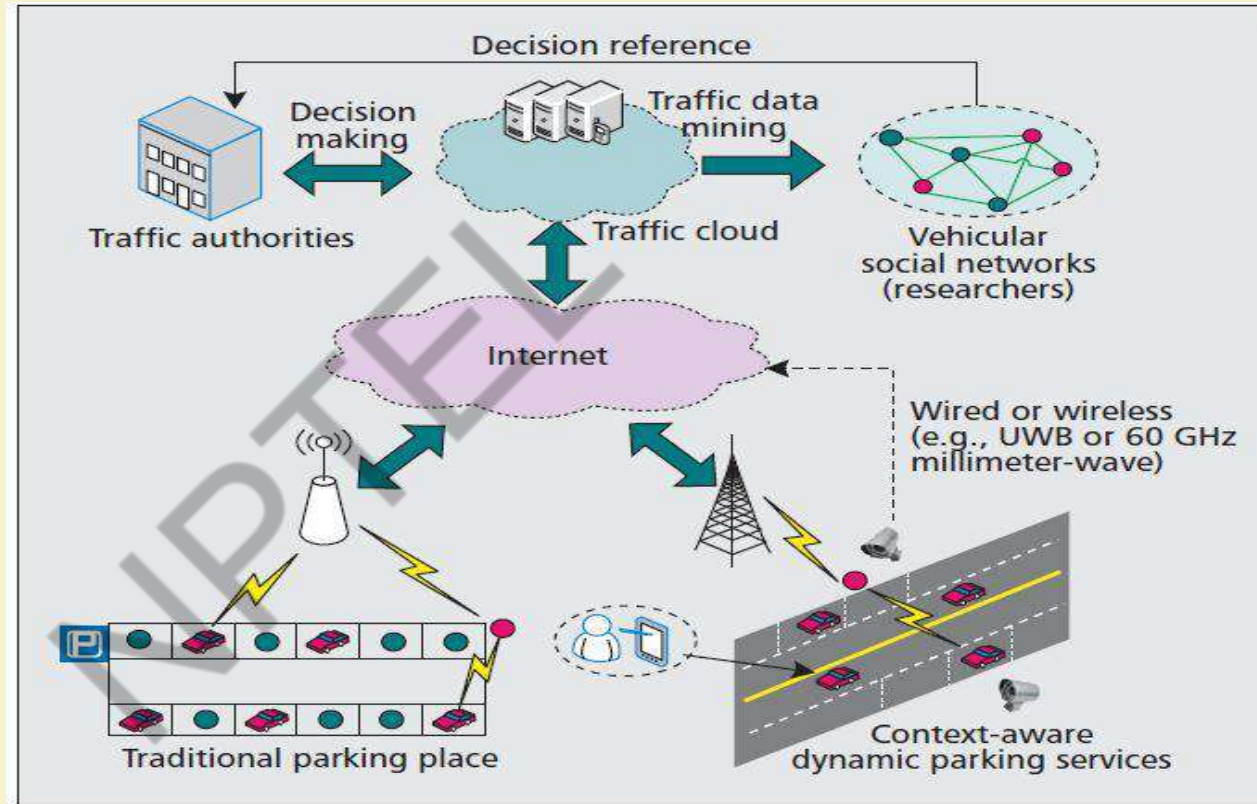 Decision reference
Decision
making
Traffic data
mining
Traffic authorities
Traffic cloud
Vehicular
social networks
(researchers)
Internet
Wired or wireless
(e.g., UWB or 60 GHz
millimeter-wave)
P
Traditional parking place
Context-aware
dynamic parking services
NPTEL